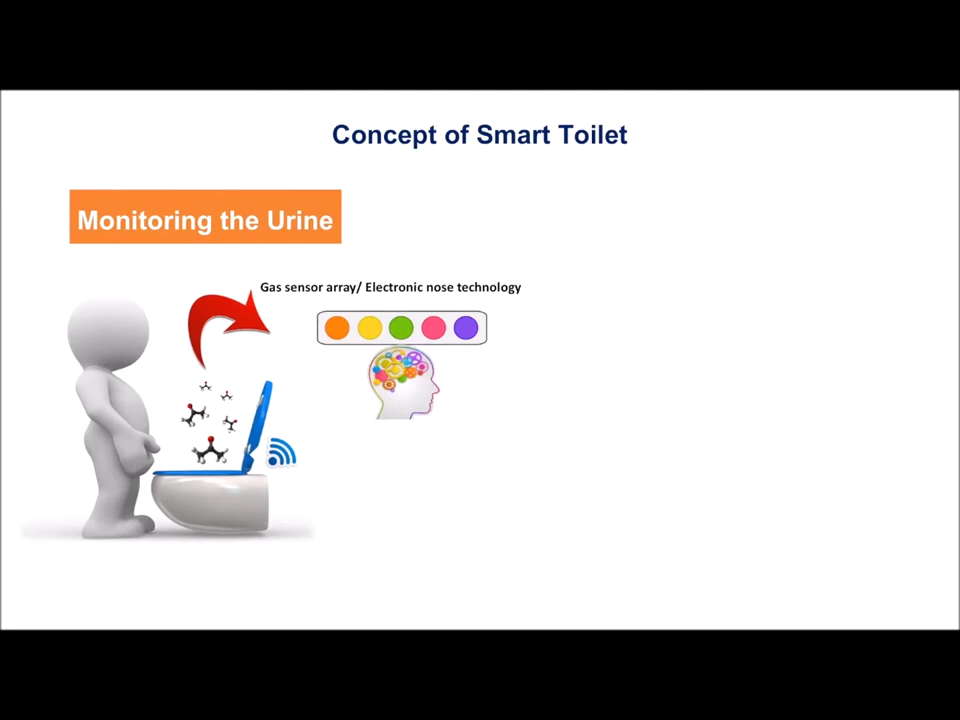 Concept of Smart Toilet
Monitoring the Urine
Gas sensor array/ Electronic nose technology